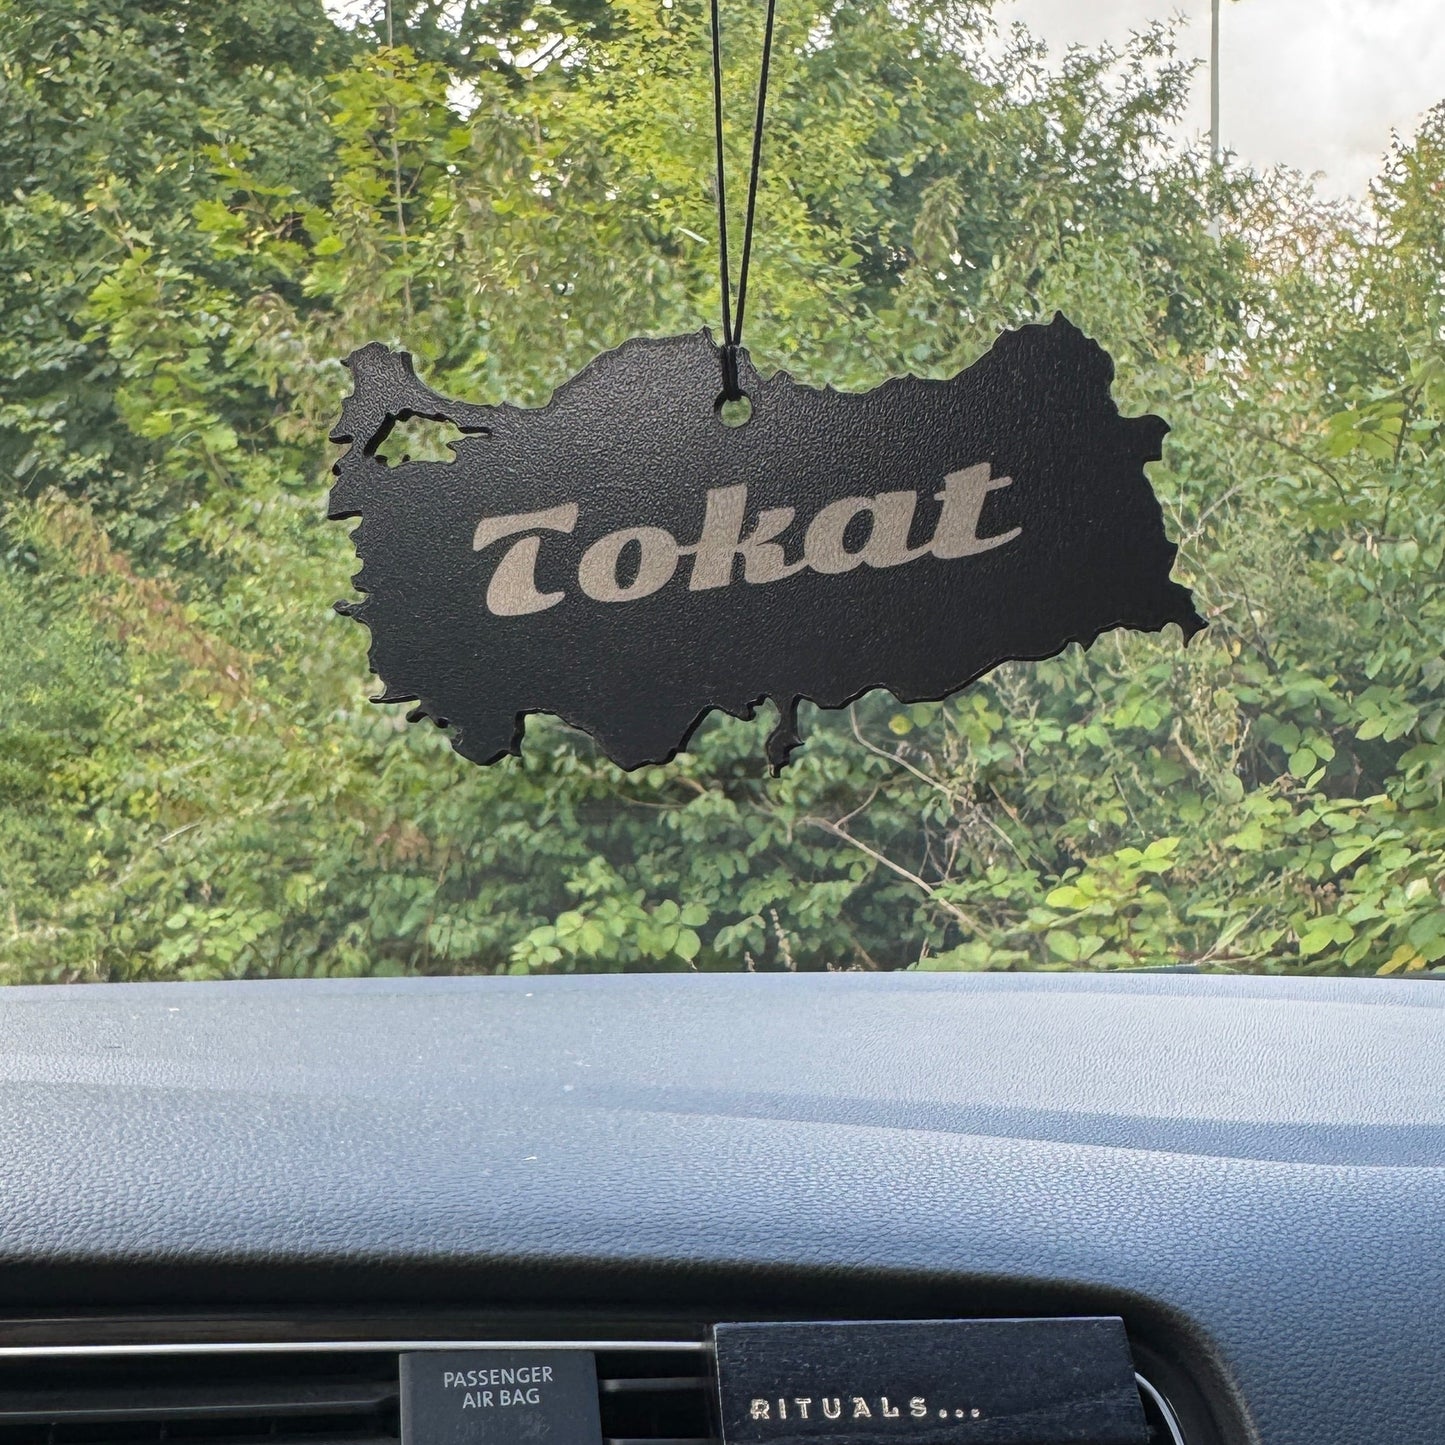 Tokat
PASSENGER
AIR BAG
RITUALS...